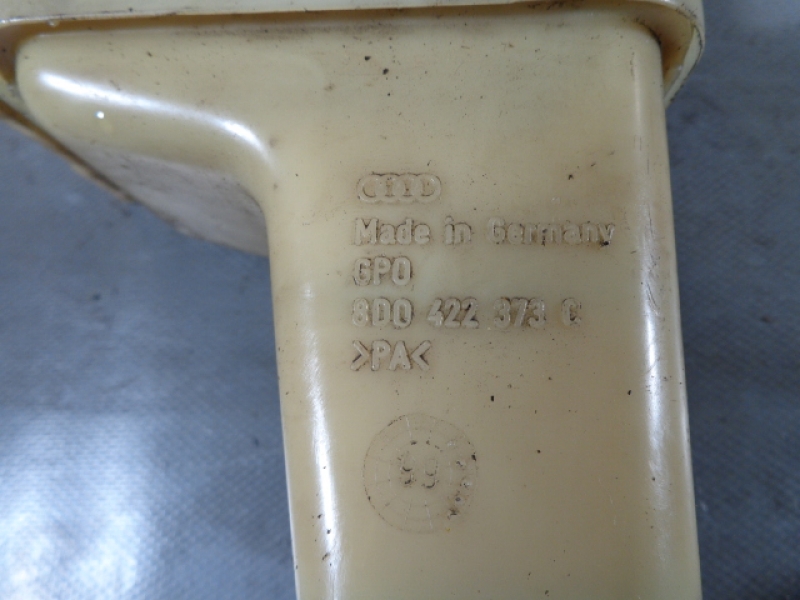 Made in Germany
GPO
8D0 422 373 C
>PA<